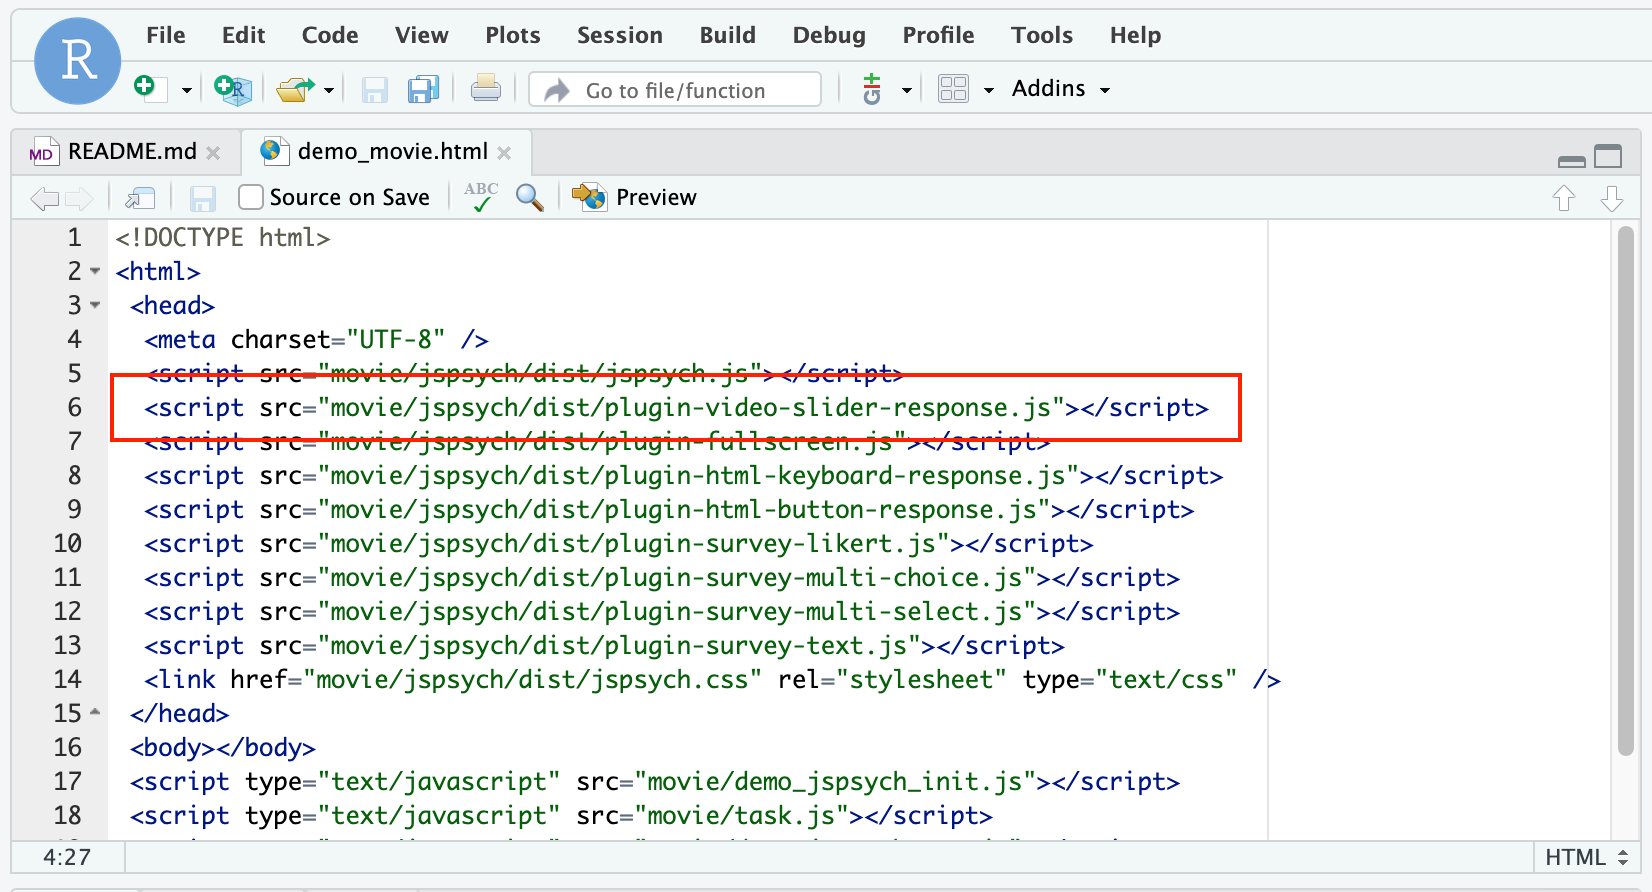 R
File Edit Code View Plots Session Build Debug Profile Tools Help
R Go to file/function Addins
MD README.md demo_movie.html
Source on Save ABC Preview
1 <!DOCTYPE html>
2 <html>
3 <head>
4 <meta charset="UTF-8" />
5 <script src="movie/jspsych/dist/jspsych.js"></script>
6 <script src="movie/jspsych/dist/plugin-video-slider-response.js"></script>
7 <script src="movie/jspsych/dist/plugin-fullscreen.js"></script>
8 <script src="movie/jspsych/dist/plugin-html-keyboard-response.js"></script>
9 <script src="movie/jspsych/dist/plugin-html-button-response.js"></script>
10 <script src="movie/jspsych/dist/plugin-survey-likert.js"></script>
11 <script src="movie/jspsych/dist/plugin-survey-multi-choice.js"></script>
12 <script src="movie/jspsych/dist/plugin-survey-multi-select.js"></script>
13 <script src="movie/jspsych/dist/plugin-survey-text.js"></script>
14 <link href="movie/jspsych/dist/jspsych.css" rel="stylesheet" type="text/css" />
15 </head>
16 <body></body>
17 <script type="text/javascript" src="movie/demo_jspsych_init.js"></script>
18 <script type="text/javascript" src="movie/task.js"></script>
4:27 HTML